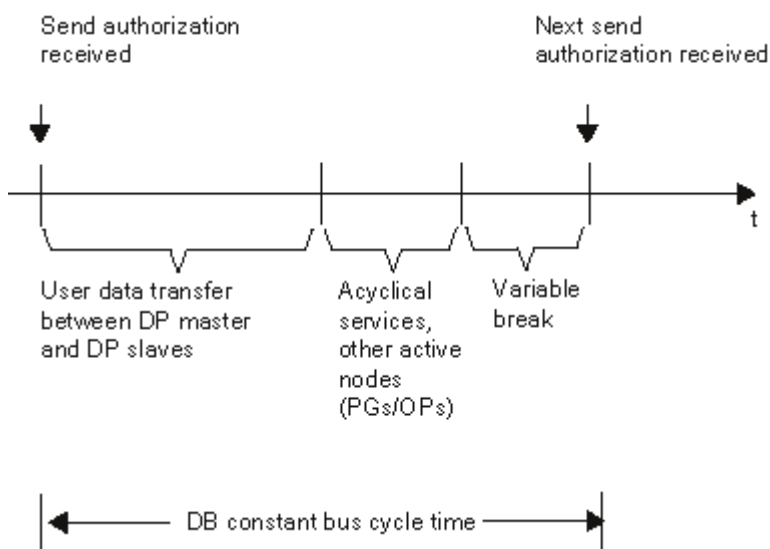 Send authorization
received
Next send
authorization received
t
User data transfer
between DP master
and DP slaves
Acyclical
services,
other active
nodes
(PGs/OPs)
Variable
break
DB constant bus cycle time